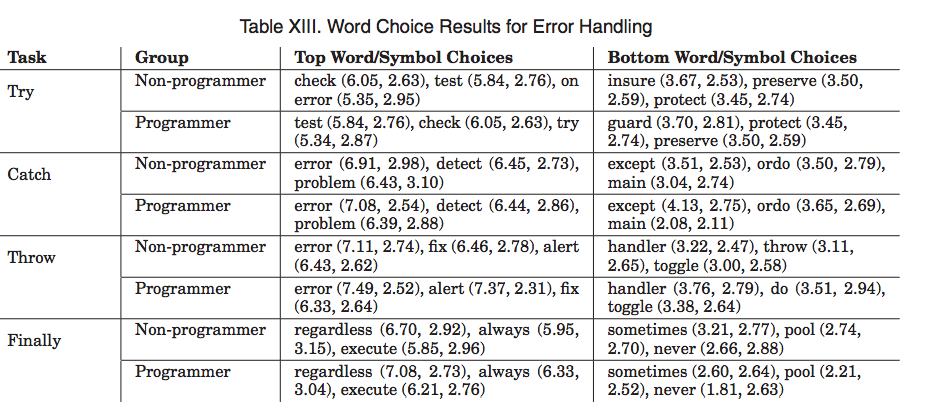 Table XIII. Word Choice Results for Error Handling
Task Group Top Word/Symbol Choices Bottom Word/Symbol Choices
Try Non-programmer check (6.05, 2.63), test (5.84, 2.76), on error (5.35, 2.95) insure (3.67, 2.53), preserve (3.50, 2.59), protect (3.45, 2.74)
Programmer test (5.84, 2.76), check (6.05, 2.63), try (5.34, 2.87) guard (3.70, 2.81), protect (3.45, 2.74), preserve (3.50, 2.59)
Catch Non-programmer error (6.91, 2.98), detect (6.45, 2.73), problem (6.43, 3.10) except (3.51, 2.53), ordo (3.50, 2.79), main (3.04, 2.74)
Programmer error (7.08, 2.54), detect (6.44, 2.86), problem (6.39, 2.88) except (4.13, 2.75), ordo (3.65, 2.69), main (2.08, 2.11)
Throw Non-programmer error (7.11, 2.74), fix (6.46, 2.78), alert (6.43, 2.62) handler (3.22, 2.47), throw (3.11, 2.65), toggle (3.00, 2.58)
Programmer error (7.49, 2.52), alert (7.37, 2.31), fix (6.33, 2.64) handler (3.76, 2.79), do (3.51, 2.94), toggle (3.38, 2.64)
Finally Non-programmer regardless (6.70, 2.92), always (5.95, 3.15), execute (5.85, 2.96) sometimes (3.21, 2.77), pool (2.74, 2.70), never (2.66, 2.88)
Programmer regardless (7.08, 2.73), always (6.33, 3.04), execute (6.21, 2.76) sometimes (2.60, 2.64), pool (2.21, 2.52), never (1.81, 2.63)